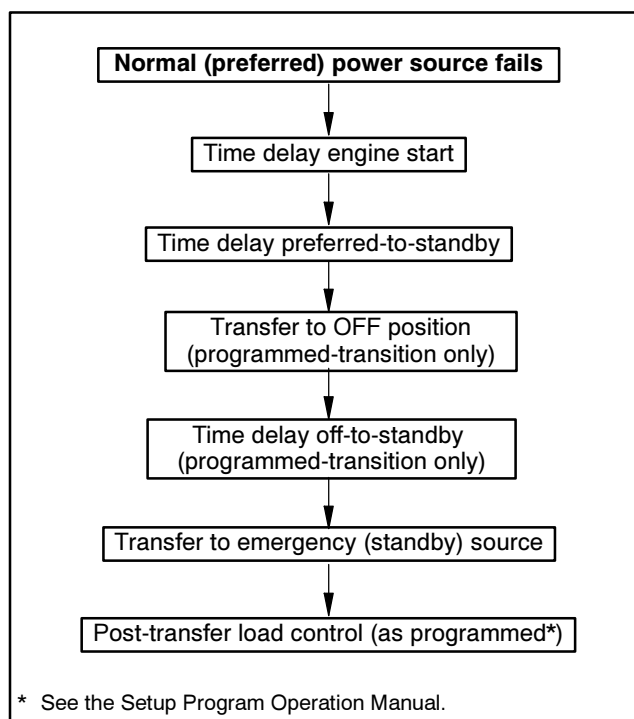 Normal (preferred) power source fails
Time delay engine start
Time delay preferred-to-standby
Transfer to OFF position
(programmed-transition only)
Time delay off-to-standby
(programmed-transition only)
Transfer to emergency (standby) source
Post-transfer load control (as programmed*)
* See the Setup Program Operation Manual.